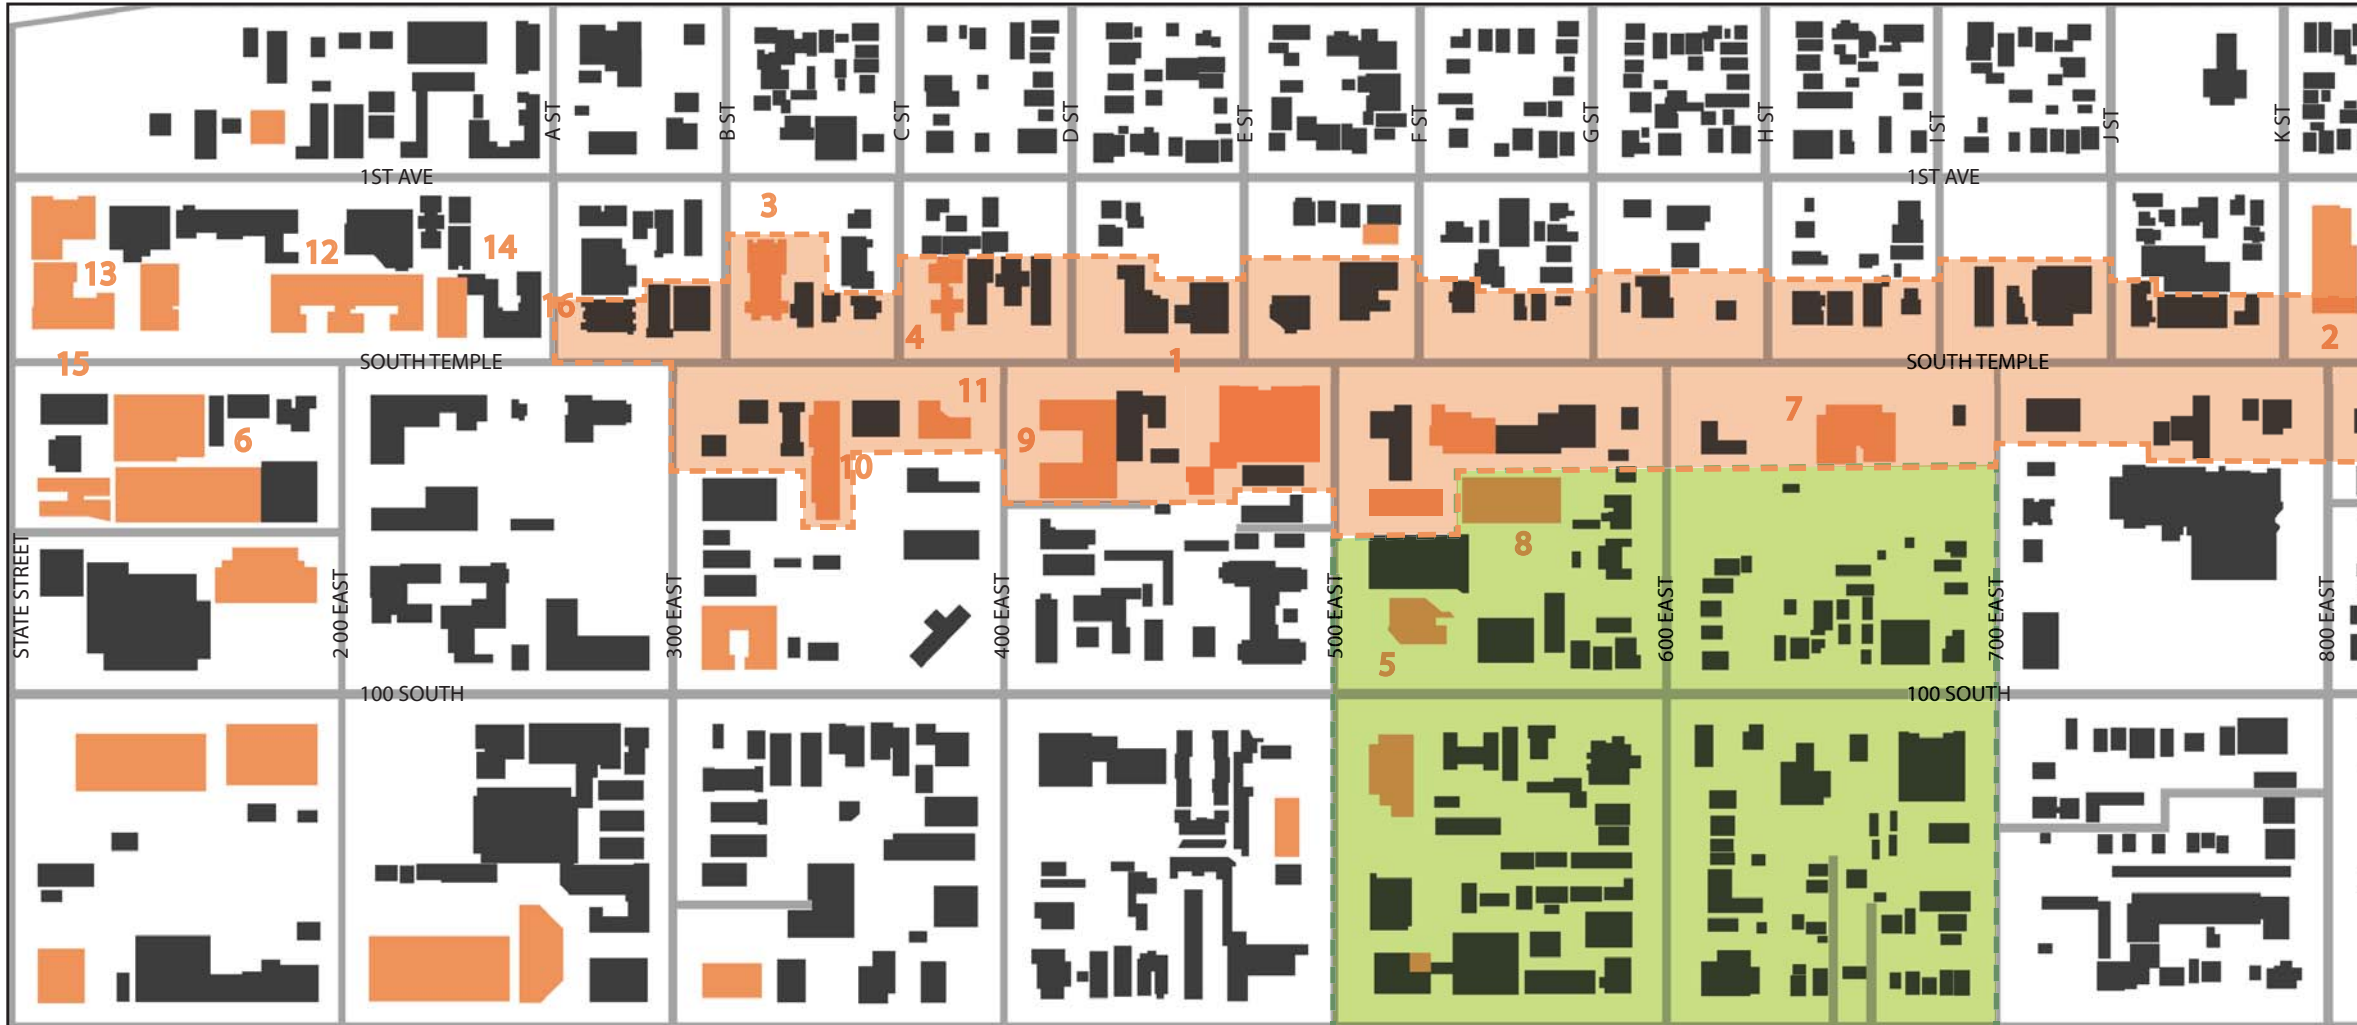 A ST
B ST
C ST
D ST
E ST
F ST
G ST
H ST
I ST
J ST
K ST
1ST AVE
1ST AVE
3
12
14
13
16
4
2
15
SOUTH TEMPLE
1
SOUTH TEMPLE
11
7
6
9
10
8
STATE STREET
2 00 EAST
300 EAST
400 EAST
500 EAST
600 EAST
700 EAST
800 EAST
5
100 SOUTH
100 SOUTH